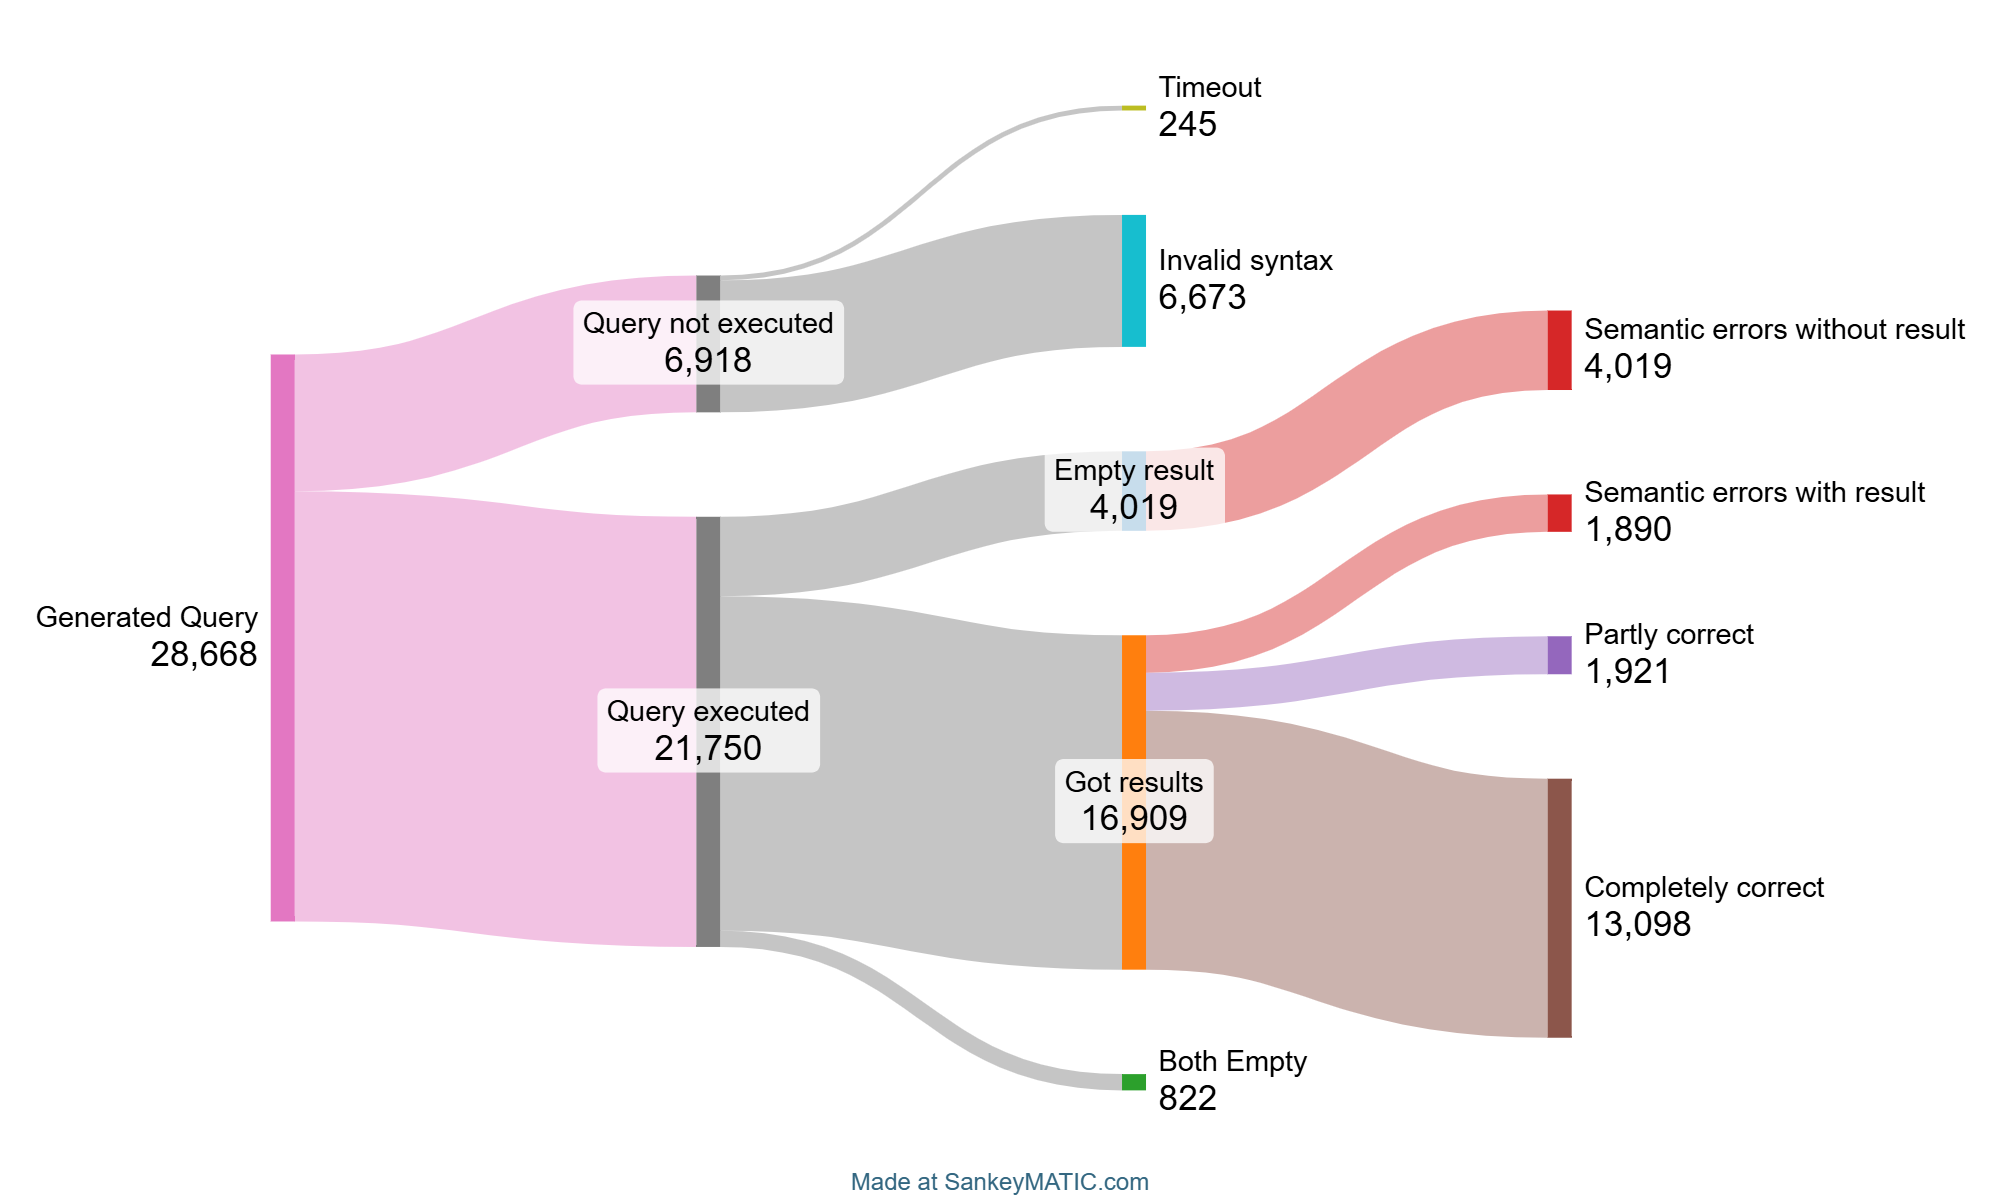 Timeout
245
Invalid syntax
6,673
Query not executed
6,918
Semantic errors without result
4,019
Empty result
4,019
Semantic errors with result
1,890
Generated Query
28,668
Partly correct
1,921
Query executed
21,750
Got results
16,909
Completely correct
13,098
Both Empty
822
Made at SankeyMATIC.com